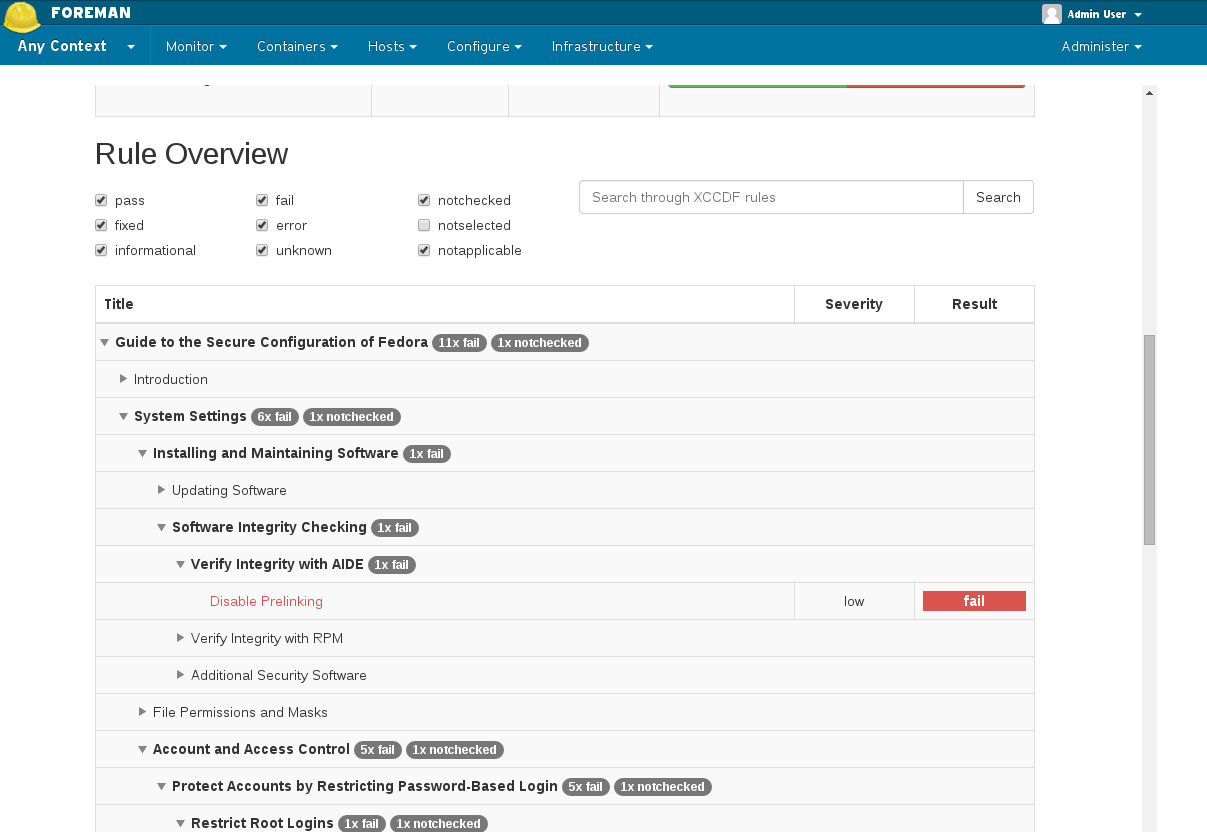 FOREMAN Admin User
Any Context Monitor Containers Hosts Configure Infrastructure Administer
Rule Overview
pass fail notchecked Search through XCCDF rules Search
fixed error notselected
informational unknown notapplicable
Title Severity Result
Guide to the Secure Configuration of Fedora 11x fail 1x notchecked
Introduction
System Settings 6x fail 1x notchecked
Installing and Maintaining Software 1x fail
Updating Software
Software Integrity Checking 1x fail
Verify Integrity with AIDE 1x fail
Disable Prelinking low fail
Verify Integrity with RPM
Additional Security Software
File Permissions and Masks
Account and Access Control 5x fail 1x notchecked
Protect Accounts by Restricting Password-Based Login 5x fail 1x notchecked
Restrict Root Logins 1x fail 1x notchecked